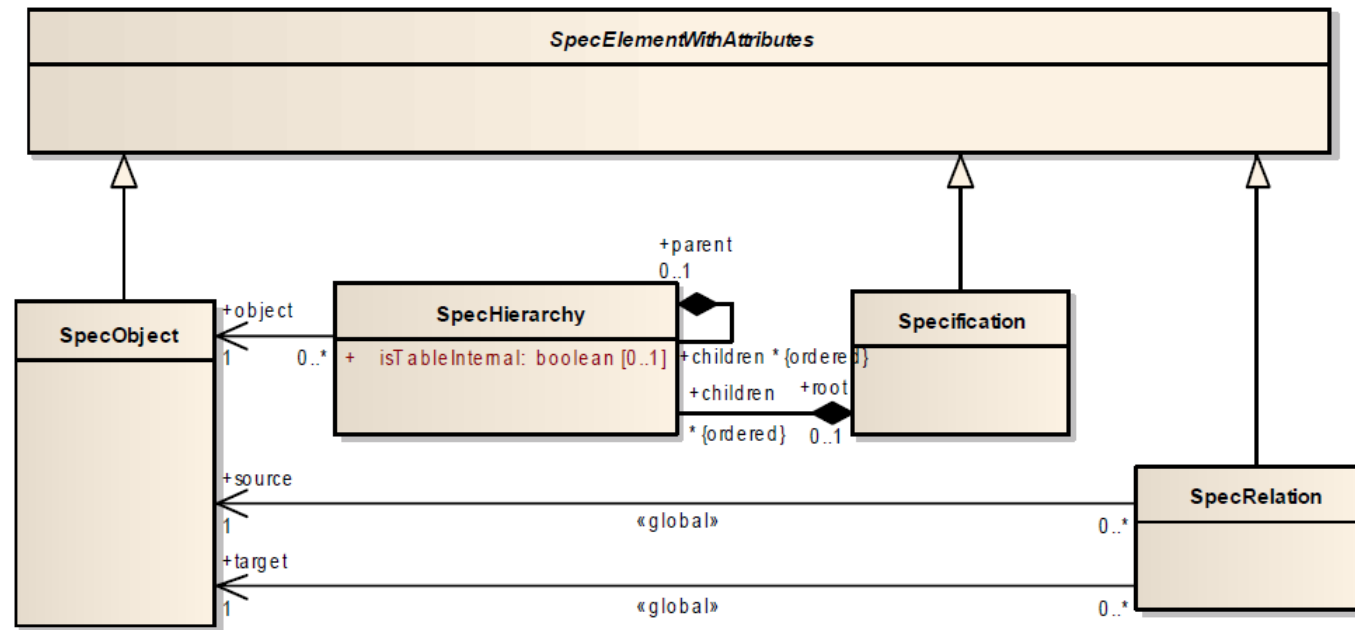 SpecElementWithAttributes
+parent
0..1
SpecObject
+object
1
0..*
SpecHierarchy
+ isTableInternal: boolean [0..1]
+children * {ordered}
+children
* {ordered}
+root
0..1
Specification
+source
1
«global»
0..*
SpecRelation
+target
1
«global»
0..*